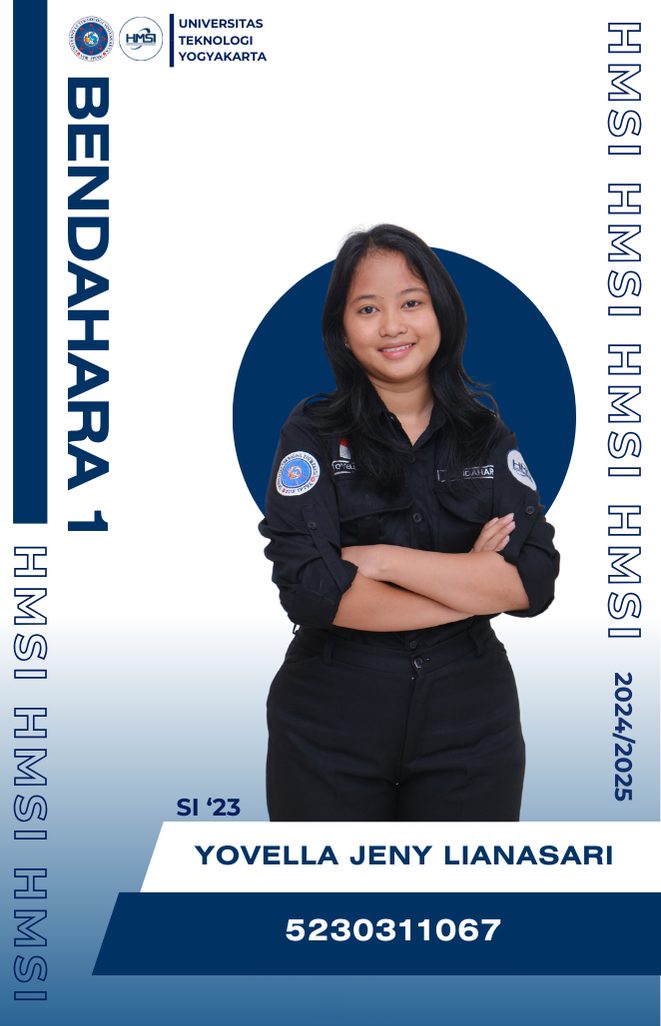 UNIVERSITAS
TEKNOLOGI
YOGYAKARTA
HMSI
BENDAHARA 1
HMSI HMSI HMSI
HMSI HMSI HMSI HMSI
2024/2025
SI ‘23
YOVELLA JENY LIANASARI
5230311067